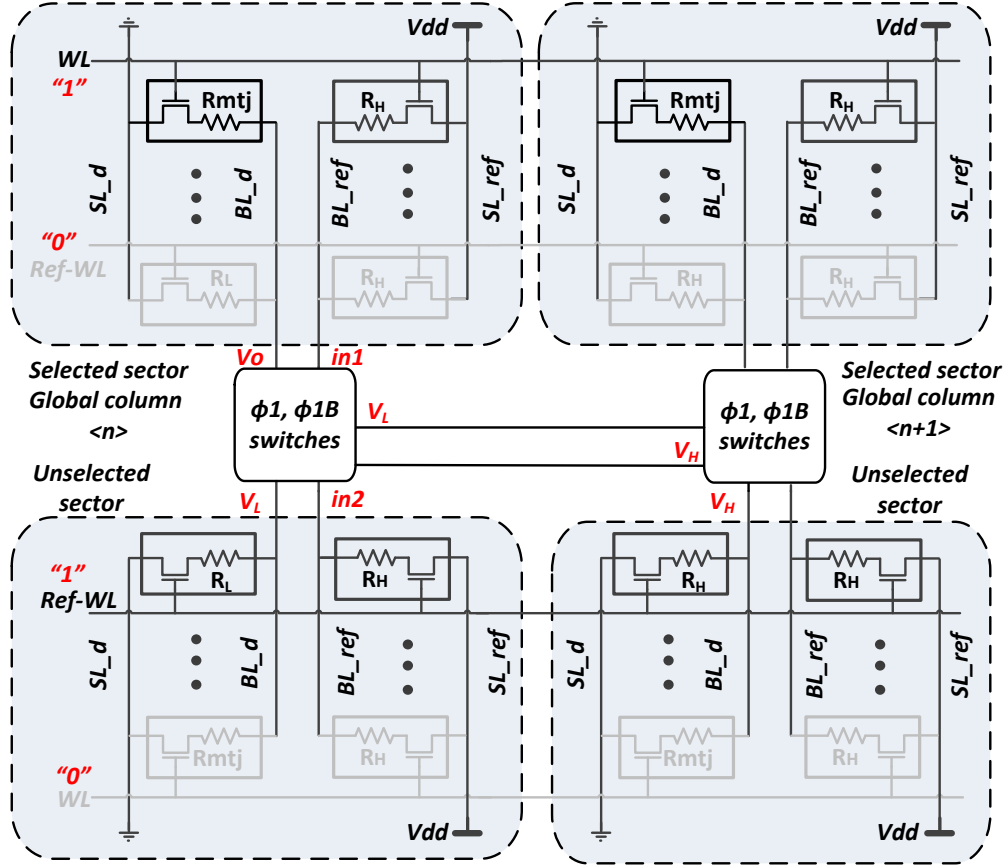 Vdd
Vdd
WL
"1"
Rmtj
RH
Rmtj
RH
SL_d
BL_d
BL_ref
SL_ref
SL_d
BL_d
BL_ref
SL_ref
"0"
Ref-WL
RL
RH
RH
RH
Vo
in1
Selected sector
Global column
<n>
ϕ1, ϕ1B
switches
VL
VH
ϕ1, ϕ1B
switches
Selected sector
Global column
<n+1>
Unselected
sector
VL
in2
VH
Unselected
sector
"1"
Ref-WL
RL
RH
RH
RH
SL_d
BL_d
BL_ref
SL_ref
SL_d
BL_d
BL_ref
SL_ref
"0"
WL
Rmtj
RH
Rmtj
RH
Vdd
Vdd